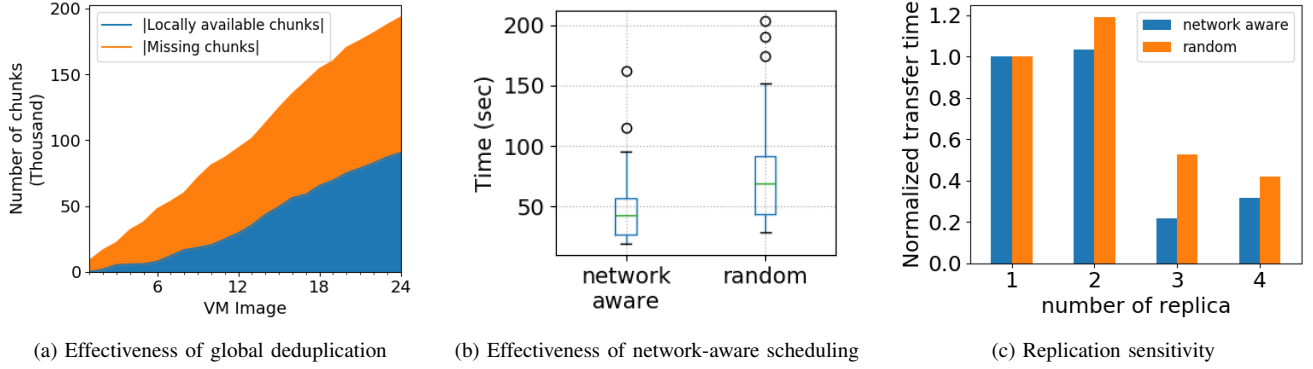 200
150
100
50
0
Number of chunks
(Thousand)
|Locally available chunks|
|Missing chunks|
6
12
18
24
VM Image
(a) Effectiveness of global deduplication
200
150
100
50
Time (sec)
network
aware
random
(b) Effectiveness of network-aware scheduling
1.2
1.0
0.8
0.6
0.4
0.2
0.0
Normalized transfer time
network aware
random
1
2
3
4
number of replica
(c) Replication sensitivity